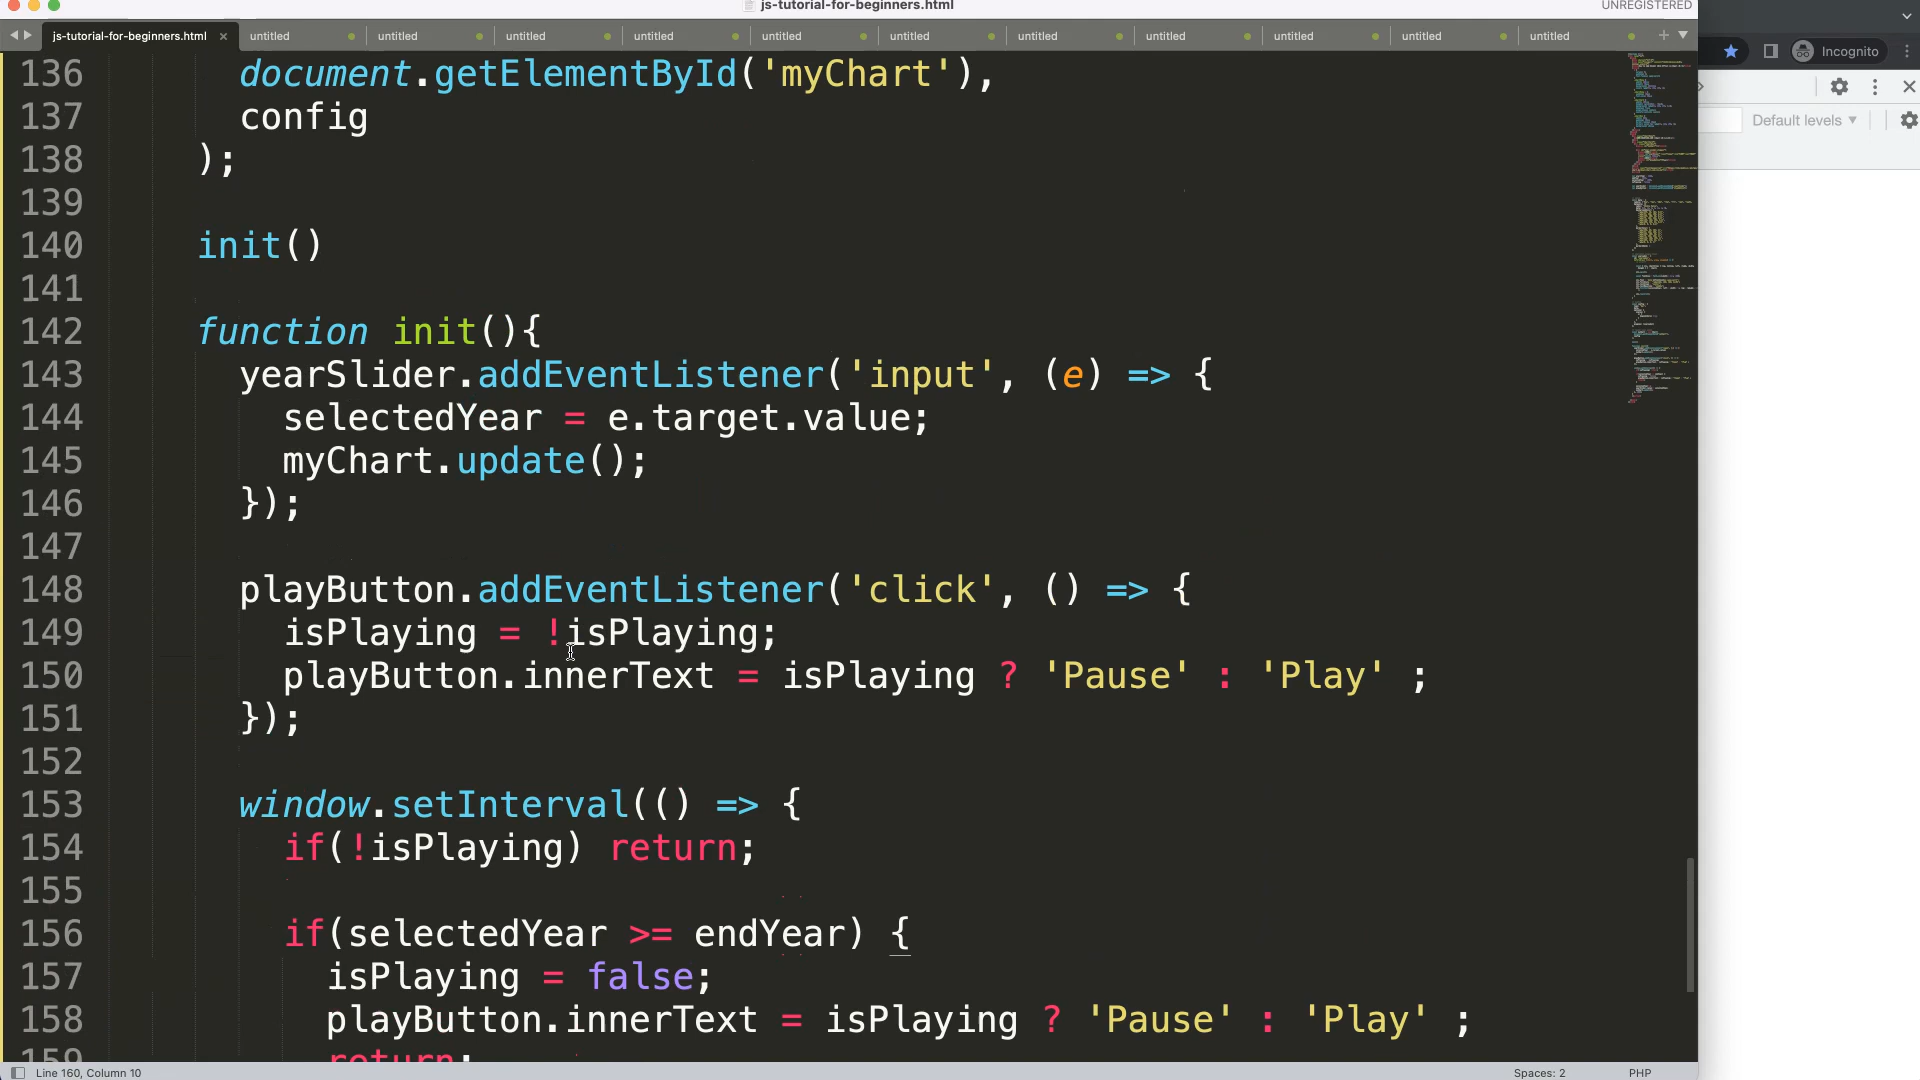 js-tutorial-for-beginners.html
UNREGISTERED
js-tutorial-for-beginners.html × untitled untitled untitled untitled untitled untitled untitled untitled untitled untitled untitled + 
Incognito
Default levels
136 document.getElementById('myChart'),
137 config
138 );
139
140 init()
141
142 function init(){
143 yearSlider.addEventListener('input', (e) => {
144 selectedYear = e.target.value;
145 myChart.update();
146 });
147
148 playButton.addEventListener('click', () => {
149 isPlaying = !isPlaying;
150 playButton.innerText = isPlaying ? 'Pause' : 'Play' ;
151 });
152
153 window.setInterval(() => {
154 if(!isPlaying) return;
155
156 if(selectedYear >= endYear) {
157 isPlaying = false;
158 playButton.innerText = isPlaying ? 'Pause' : 'Play' ;
159 return;
Line 160, Column 10
Spaces: 2
PHP